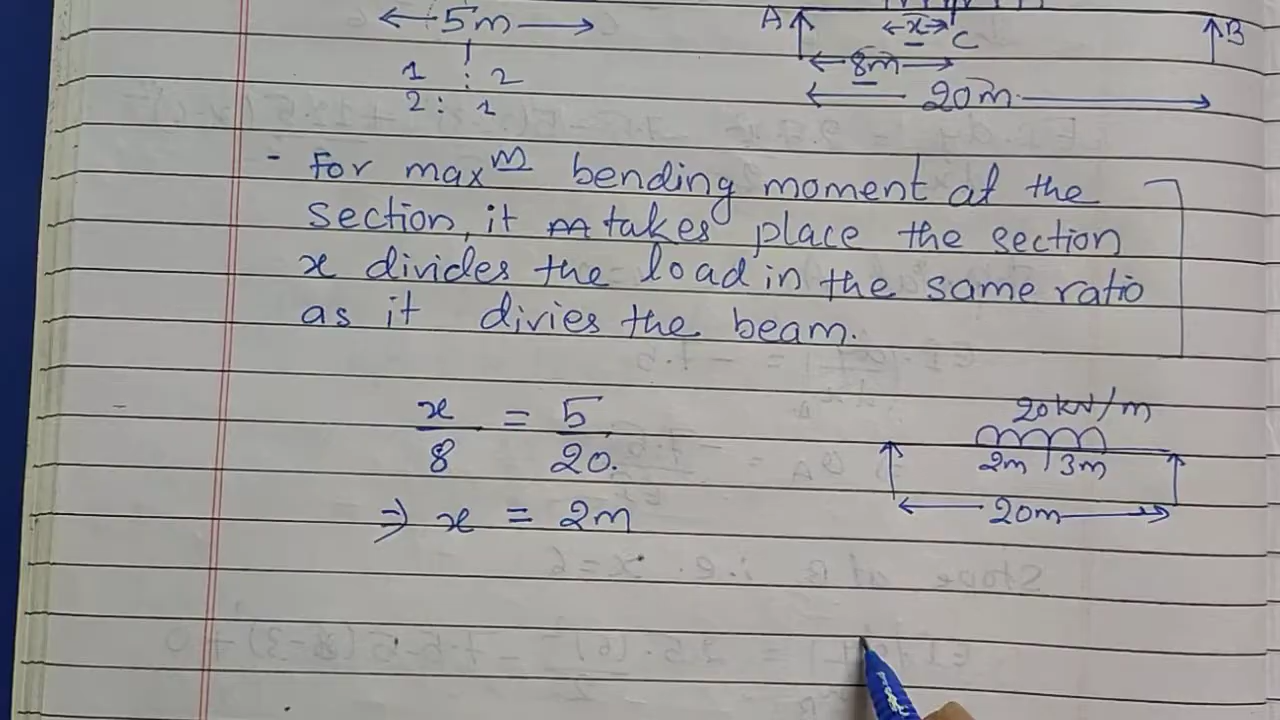 5m
A
x
C
B
1 : 2
8m
2 : 1
20m
- For max^m bending moment at the
section, it takes place the section
x divides the load in the same ratio
as it divies the beam.
x/8 = 5/20.
20kN/m
2m 3m
⇒ x = 2m
20m